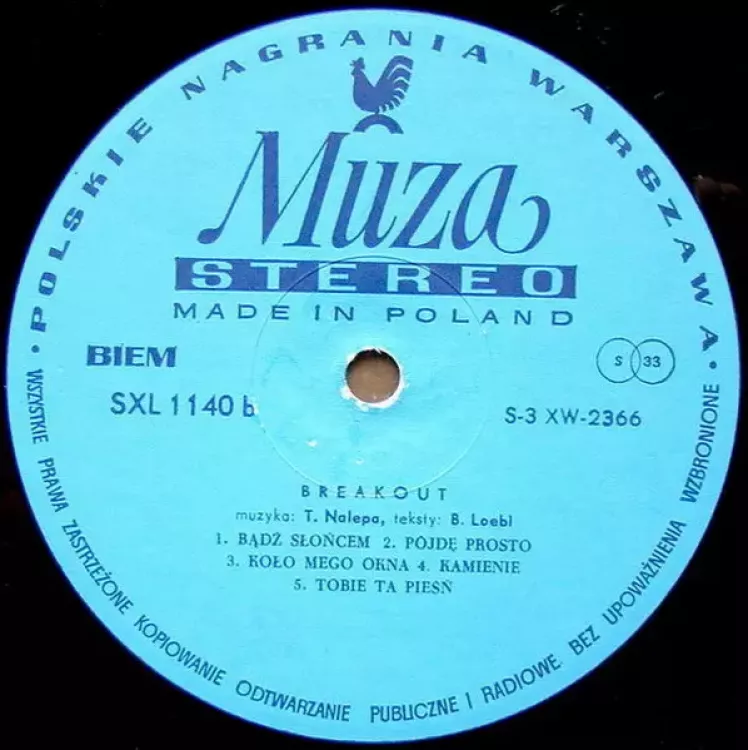 • POLSKIE NAGRANIA WARSZAWA •
Muza
STEREO
MADE IN POLAND
BIEM
S 33
SXL 1140 b
S-3 XW-2366
BREAKOUT
muzyka: T. Nalepa, teksty: B. Loebl
1. BĄDŹ SŁOŃCEM 2. PÓJDĘ PROSTO
3. KOŁO MEGO OKNA 4. KAMIENIE
5. TOBIE TA PIEŚŃ
WSZYSTKIE PRAWA ZASTRZEŻONE KOPIOWANIE ODTWARZANIE PUBLICZNE I RADIOWE BEZ UPOWAŻNIENIA WZBRONIONE